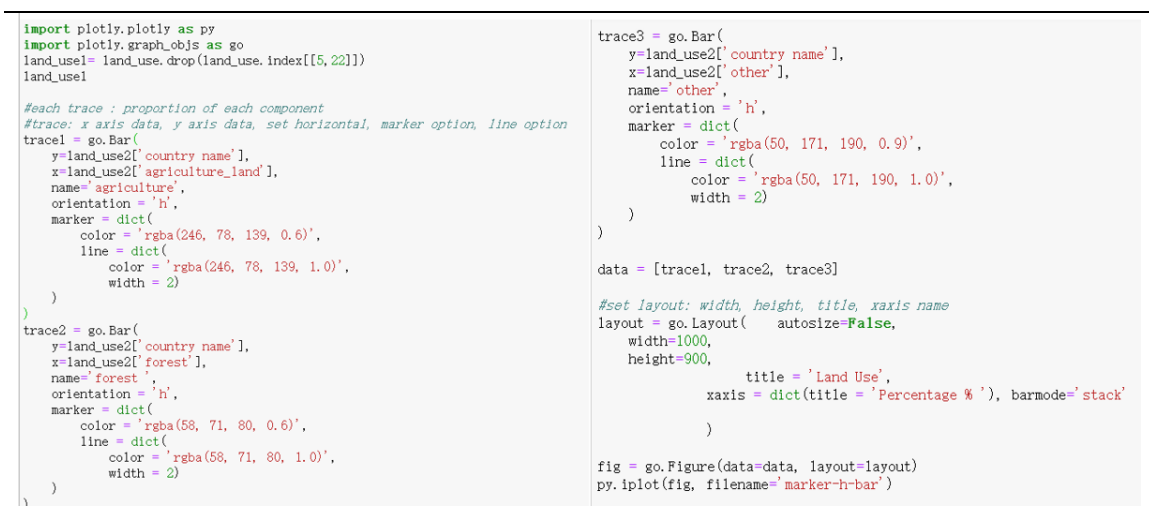 import plotly.plotly as py
import plotly.graph_objs as go
land_use1= land_use.drop(land_use.index[[5,22]])
land_use1
#each trace : proportion of each component
#trace: x axis data, y axis data, set horizontal, marker option, line option
trace1 = go.Bar(
    y=land_use2['country name'],
    x=land_use2['agriculture_land'],
    name='agriculture',
    orientation = 'h',
    marker = dict(
        color = 'rgba(246, 78, 139, 0.6)',
        line = dict(
            color = 'rgba(246, 78, 139, 1.0)',
            width = 2)
    )
)
trace2 = go.Bar(
    y=land_use2['country name'],
    x=land_use2['forest'],
    name='forest ',
    orientation = 'h',
    marker = dict(
        color = 'rgba(58, 71, 80, 0.6)',
        line = dict(
            color = 'rgba(58, 71, 80, 1.0)',
            width = 2)
    )
)
trace3 = go.Bar(
    y=land_use2['country name'],
    x=land_use2['other'],
    name='other',
    orientation = 'h',
    marker = dict(
        color = 'rgba(50, 171, 190, 0.9)',
        line = dict(
            color = 'rgba(50, 171, 190, 1.0)',
            width = 2)
    )
)
data = [trace1, trace2, trace3]
#set layout: width, height, title, xaxis name
layout = go.Layout(    autosize=False,
    width=1000,
    height=900,
                   title = 'Land Use',
              xaxis = dict(title = 'Percentage % '), barmode='stack'
              )
fig = go.Figure(data=data, layout=layout)
py.iplot(fig, filename='marker-h-bar')